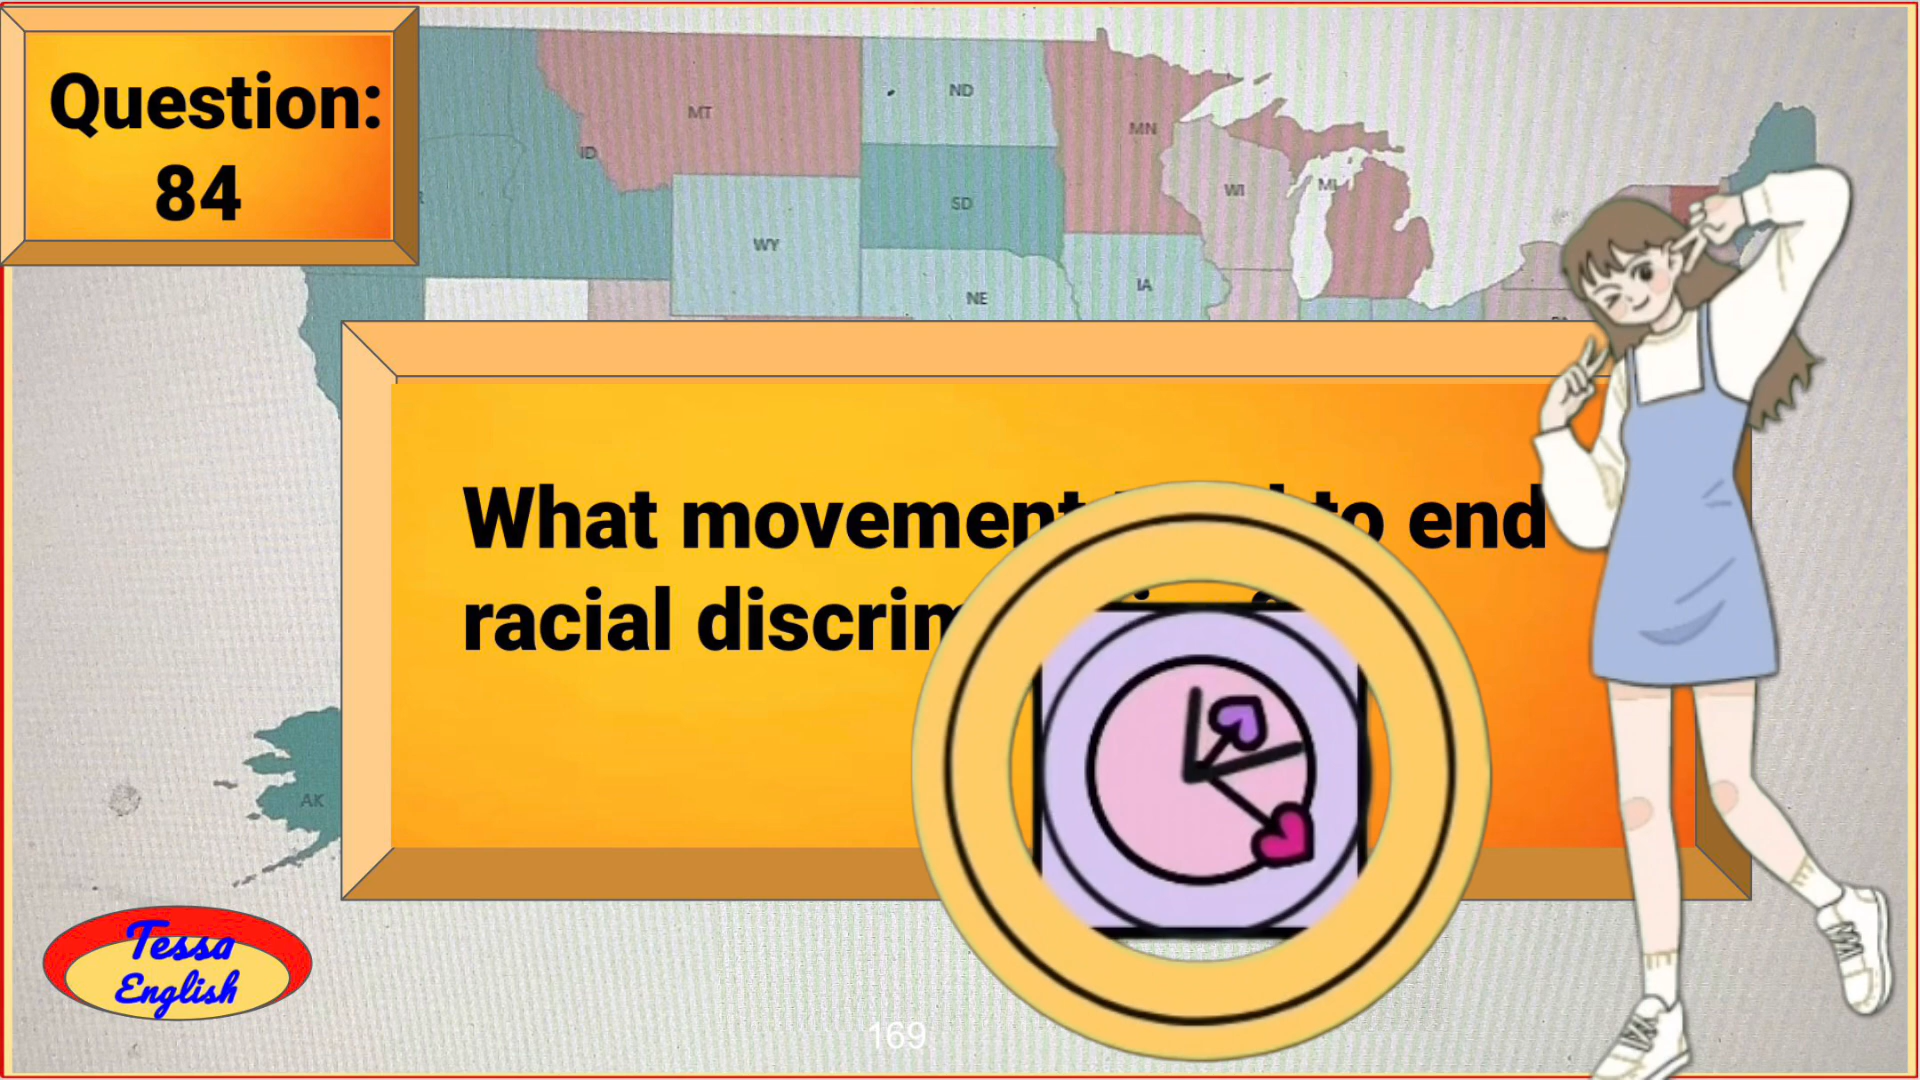 Question:
84
MT
ND
MN
ID
WI
MI
SD
WY
IA
NE
What movement to end
racial
AK
Tessa
English
169